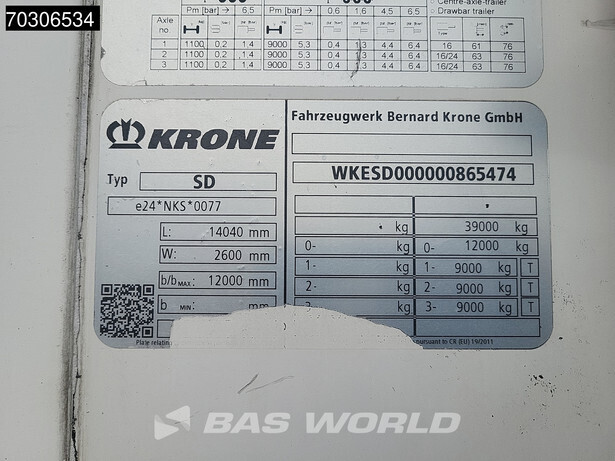 70306534
Centre-axle-trailer
Drawbar trailer
Axle no
Pm [bar] → 6.5 Pm [bar] → 0.6 1.6 4.5 6.5
1 1100 0.2 1.4 9000 5.3 0.4 1.3 4.4 6.4 16 61 76
2 1100 0.2 1.4 9000 5.3 0.4 1.3 4.4 6.4 16/24 63 76
3 1100 0.2 1.4 9000 5.3 0.4 1.3 4.4 6.4 16/24 63 76
KRONE
Fahrzeugwerk Bernard Krone GmbH
Typ SD
WKESD000000865474
e24*NKS*0077
L: 14040 mm
kg 39000 kg
W: 2600 mm
0- kg 0- 12000 kg
b/b MAX: 12000 mm
1- kg 1- 9000 kg T
b MIN: mm
2- kg 2- 9000 kg T
kg 3- 9000 kg T
Plate relating
pursuant to CR (EU) 19/2011
BAS WORLD